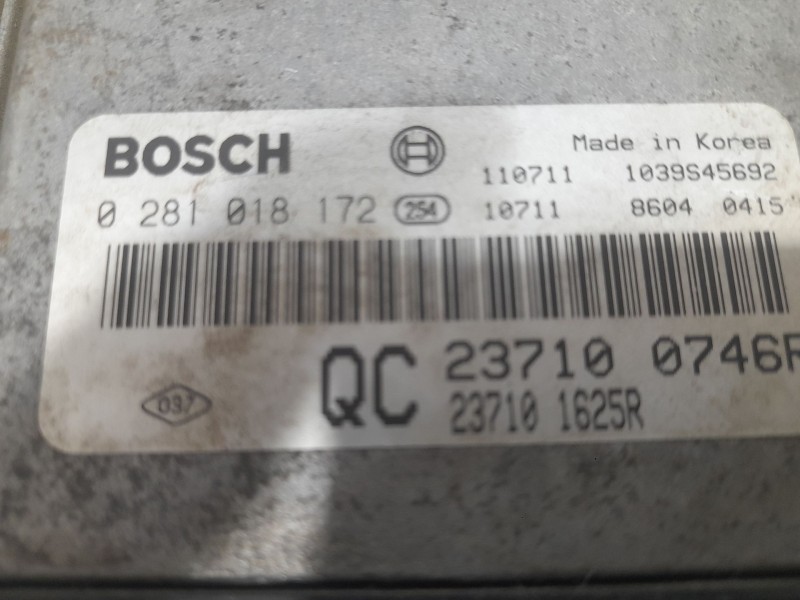 BOSCH
Made in Korea
110711 1039S45692
0 281 018 172 254 10711 8604 0415
QC 23710 0746R
23710 1625R
037